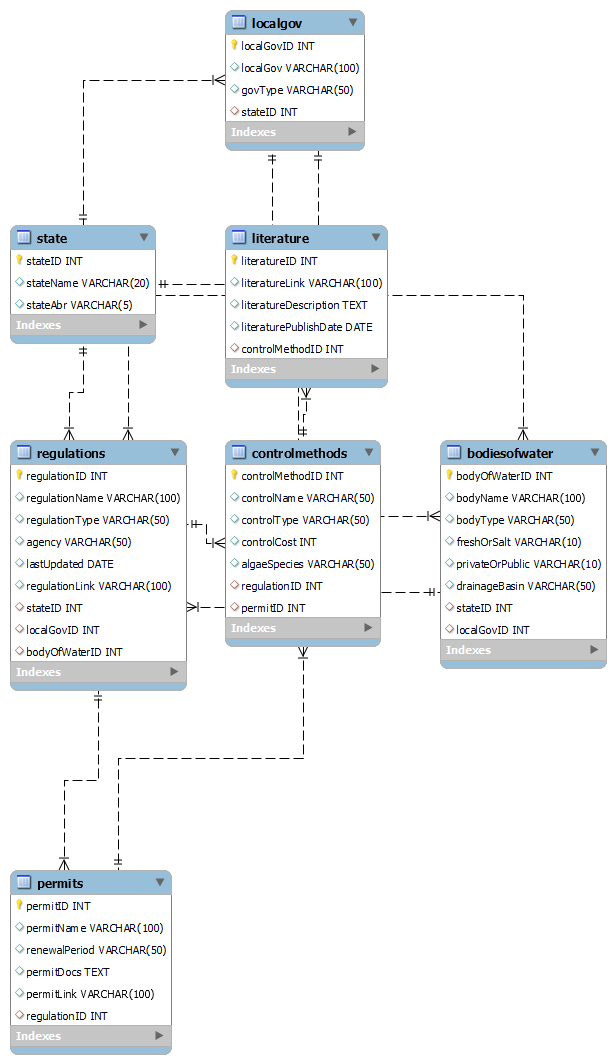 localgov
localGovID INT
localGov VARCHAR(100)
govType VARCHAR(50)
stateID INT
Indexes
state
stateID INT
stateName VARCHAR(20)
stateAbr VARCHAR(5)
Indexes
literature
literatureID INT
literatureLink VARCHAR(100)
literatureDescription TEXT
literaturePublishDate DATE
controlMethodID INT
Indexes
regulations
regulationID INT
regulationName VARCHAR(100)
regulationType VARCHAR(50)
agency VARCHAR(50)
lastUpdated DATE
regulationLink VARCHAR(100)
stateID INT
localGovID INT
bodyOfWaterID INT
Indexes
controlmethods
controlMethodID INT
controlName VARCHAR(50)
controlType VARCHAR(50)
controlCost INT
algaeSpecies VARCHAR(50)
regulationID INT
permitID INT
Indexes
bodiesofwater
bodyOfWaterID INT
bodyName VARCHAR(100)
bodyType VARCHAR(50)
freshOrSalt VARCHAR(10)
privateOrPublic VARCHAR(10)
drainageBasin VARCHAR(50)
stateID INT
localGovID INT
Indexes
permits
permitID INT
permitName VARCHAR(100)
renewalPeriod VARCHAR(50)
permitDocs TEXT
permitLink VARCHAR(100)
regulationID INT
Indexes